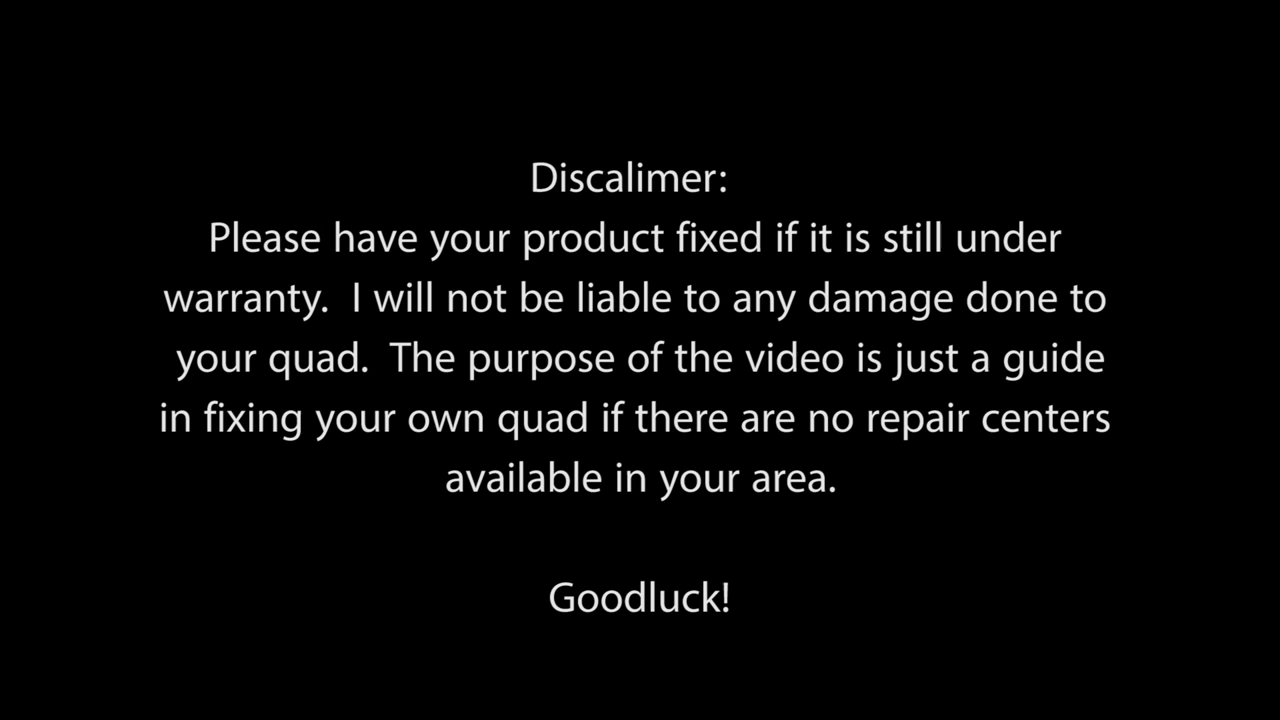 Discalimer:
Please have your product fixed if it is still under
warranty.  I will not be liable to any damage done to
your quad.  The purpose of the video is just a guide
in fixing your own quad if there are no repair centers
available in your area.
Goodluck!